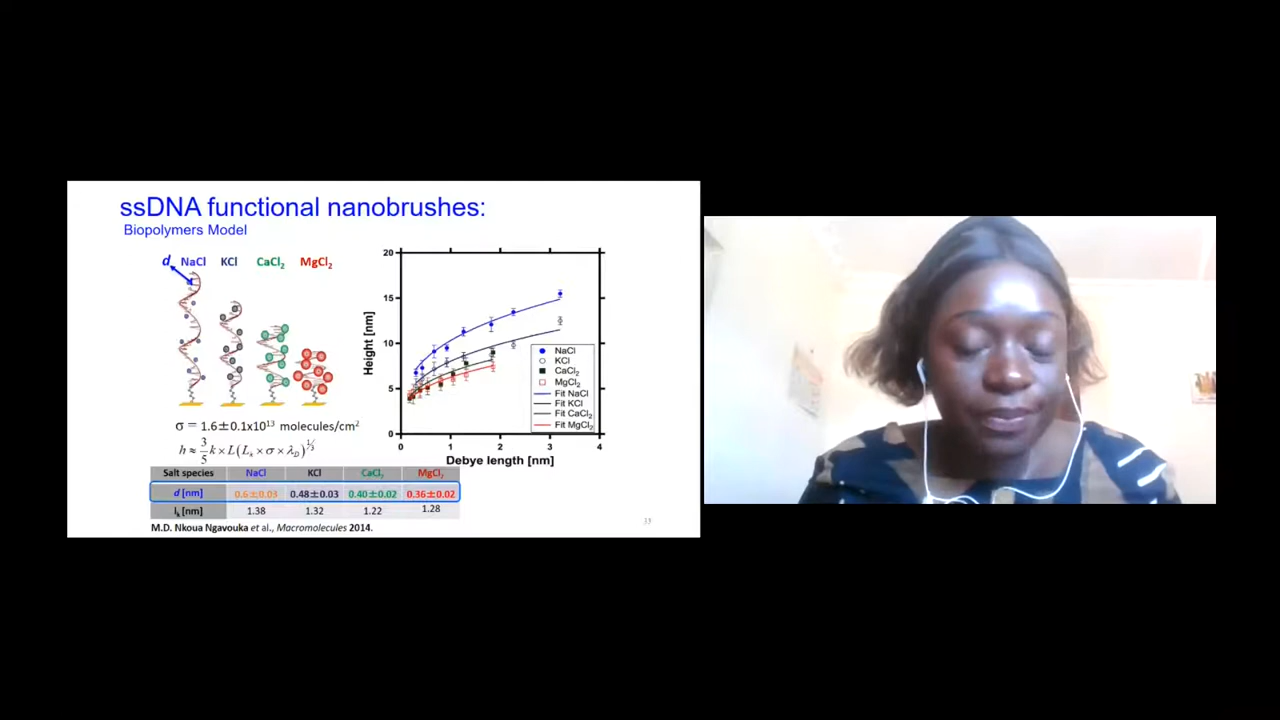 ssDNA functional nanobrushes:
Biopolymers Model
d NaCl KCl CaCl₂ MgCl₂
σ = 1.6±0.1x10¹³ molecules/cm²
h ≈ 3/5 k × L(Lₖ × σ × λ_D)^⅓
Height [nm]
20
15
10
5
0
0 1 2 3 4
Debye length [nm]
NaCl
KCl
CaCl₂
MgCl₂
Fit NaCl
Fit KCl
Fit CaCl₂
Fit MgCl₂
Salt species NaCl KCl CaCl₂ MgCl₂
d [nm] 0.6±0.03 0.48±0.03 0.40±0.02 0.36±0.02
lₖ [nm] 1.38 1.32 1.22 1.28
M.D. Nkoua Ngavouka et al., Macromolecules 2014.